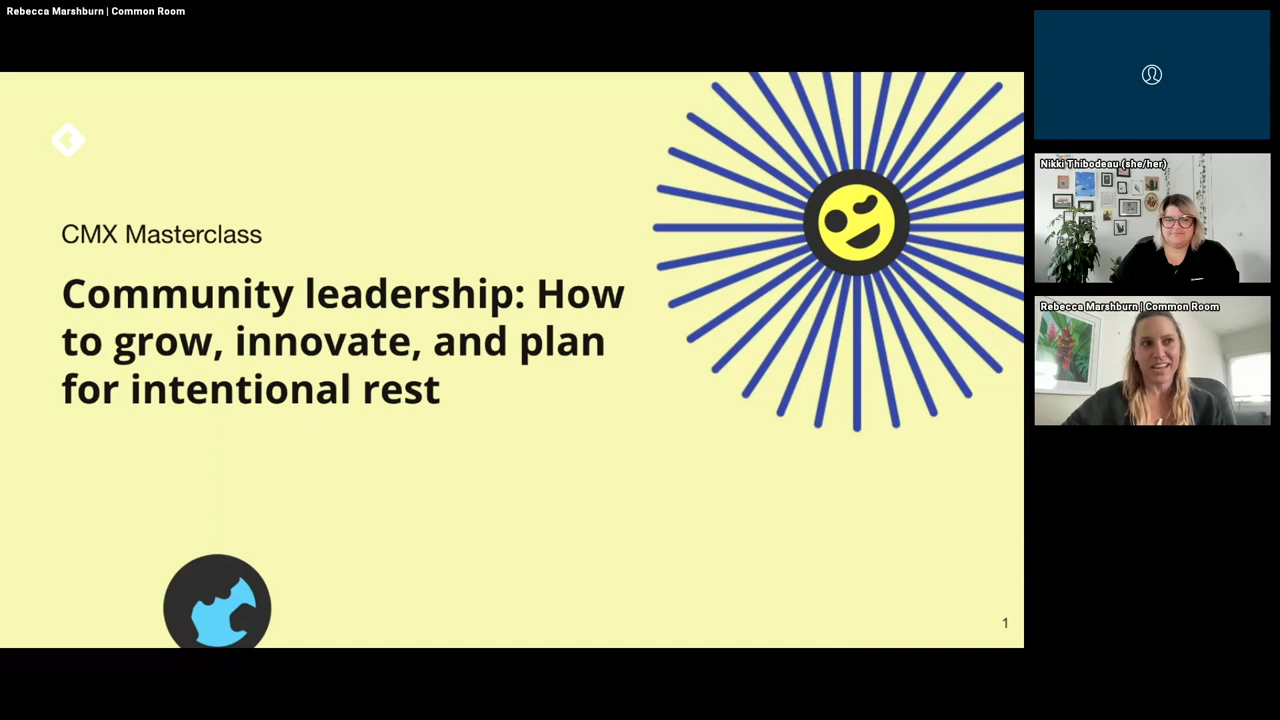 Rebecca Marshburn | Common Room
CMX Masterclass
Community leadership: How
to grow, innovate, and plan
for intentional rest
1
Nikki Thibodeau (she/her)
Rebecca Marshburn | Common Room